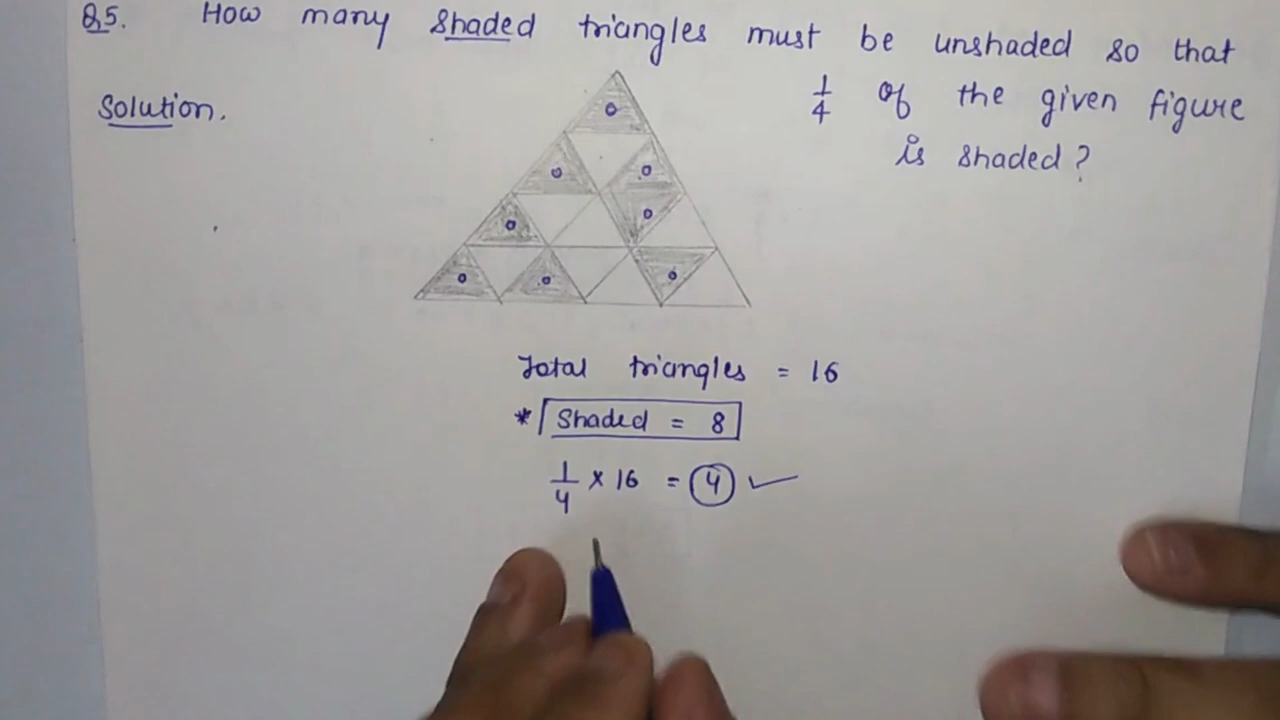 Q5. How many shaded triangles must be unshaded so that
1/4 of the given figure
is shaded?
Solution.
Total triangles = 16
* Shaded = 8
1/4 × 16 = 4 ✓